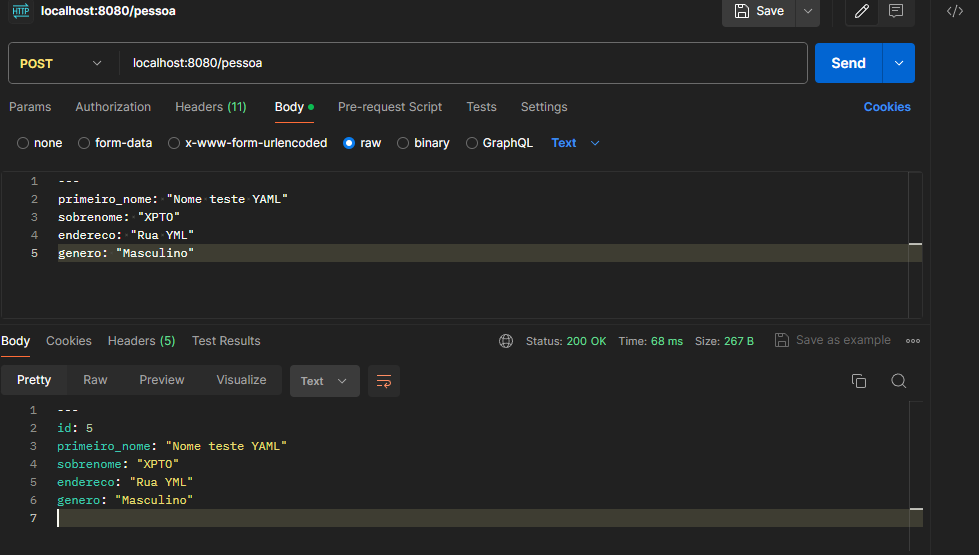 HTTP localhost:8080/pessoa Save </>
POST localhost:8080/pessoa Send
Params Authorization Headers (11) Body Pre-request Script Tests Settings Cookies
none form-data x-www-form-urlencoded raw binary GraphQL Text
1 ---
2 primeiro_nome: "Nome teste YAML"
3 sobrenome: "XPTO"
4 endereco: "Rua YML"
5 genero: "Masculino"
Body Cookies Headers (5) Test Results Status: 200 OK Time: 68 ms Size: 267 B Save as example
Pretty Raw Preview Visualize Text
1 ---
2 id: 5
3 primeiro_nome: "Nome teste YAML"
4 sobrenome: "XPTO"
5 endereco: "Rua YML"
6 genero: "Masculino"
7